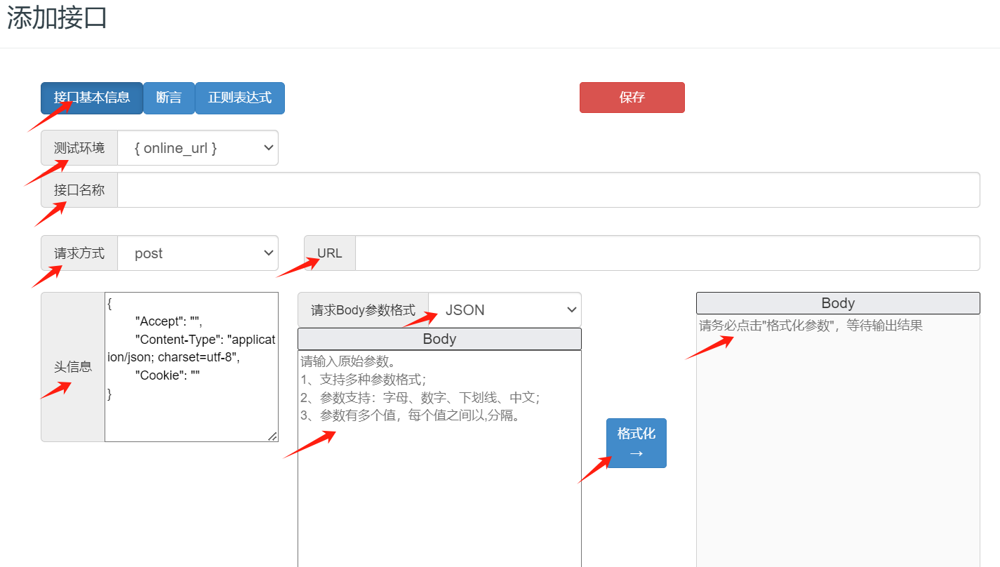 添加接口
接口基本信息 断言 正则表达式 保存
测试环境 { online_url }
接口名称
请求方式 post URL
头信息
{
"Accept": "",
"Content-Type": "applicat
ion/json; charset=utf-8",
"Cookie": ""
}
请求Body参数格式 JSON
Body
请输入原始参数。
1、支持多种参数格式；
2、参数支持：字母、数字、下划线、中文；
3、参数有多个值，每个值之间以,分隔。
格式化
→
Body
请务必点击"格式化参数"，等待输出结果